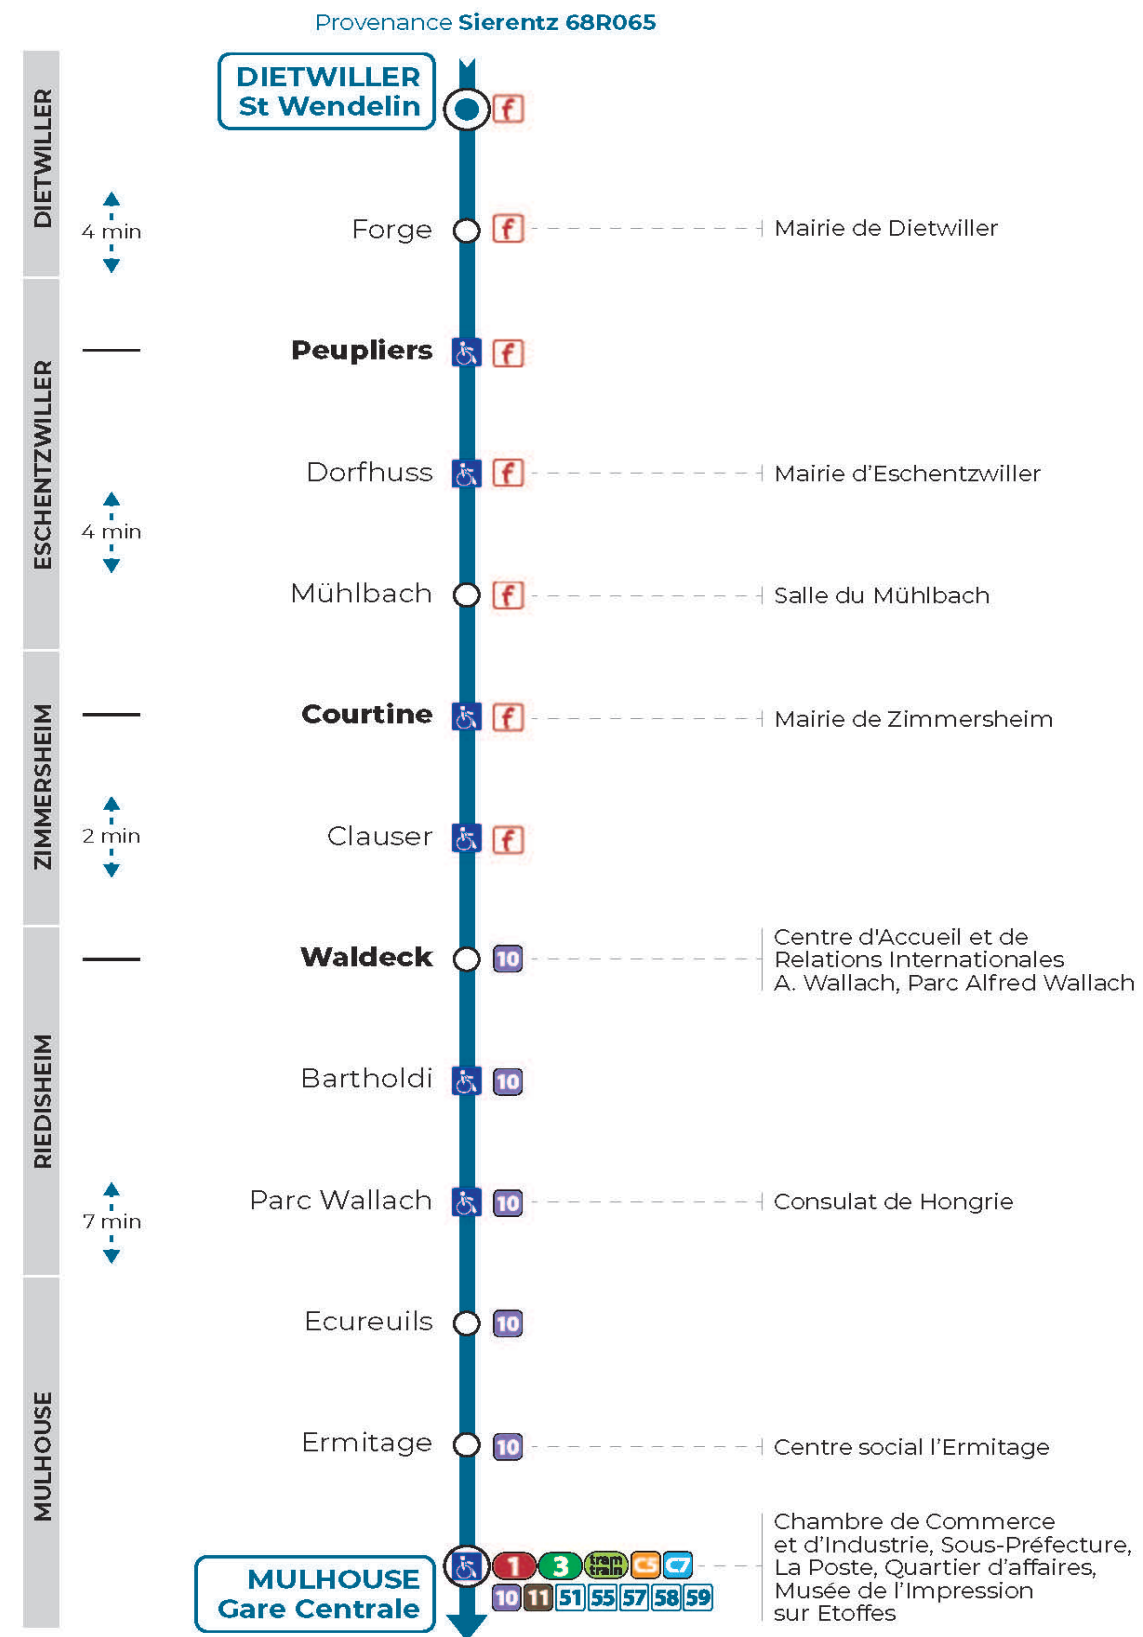 Provenance Sierentz 68R065
DIETWILLER
DIETWILLER
St Wendelin
f
4 min
Forge
f
Mairie de Dietwiller
ESCHENTZWILLER
Peupliers
f
Dorfhuss
f
Mairie d'Eschentzwiller
4 min
Mühlbach
f
Salle du Mühlbach
ZIMMERSHEIM
Courtine
f
Mairie de Zimmersheim
2 min
Clauser
f
RIEDISHEIM
Waldeck
10
Centre d'Accueil et de
Relations Internationales
A. Wallach, Parc Alfred Wallach
Bartholdi
10
Parc Wallach
10
Consulat de Hongrie
7 min
MULHOUSE
Ecureuils
10
Ermitage
10
Centre social l'Ermitage
MULHOUSE
Gare Centrale
1 3 tram train C5 C7
10 11 51 55 57 58 59
Chambre de Commerce
et d'Industrie, Sous-Préfecture,
La Poste, Quartier d'affaires,
Musée de l'Impression
sur Etoffes